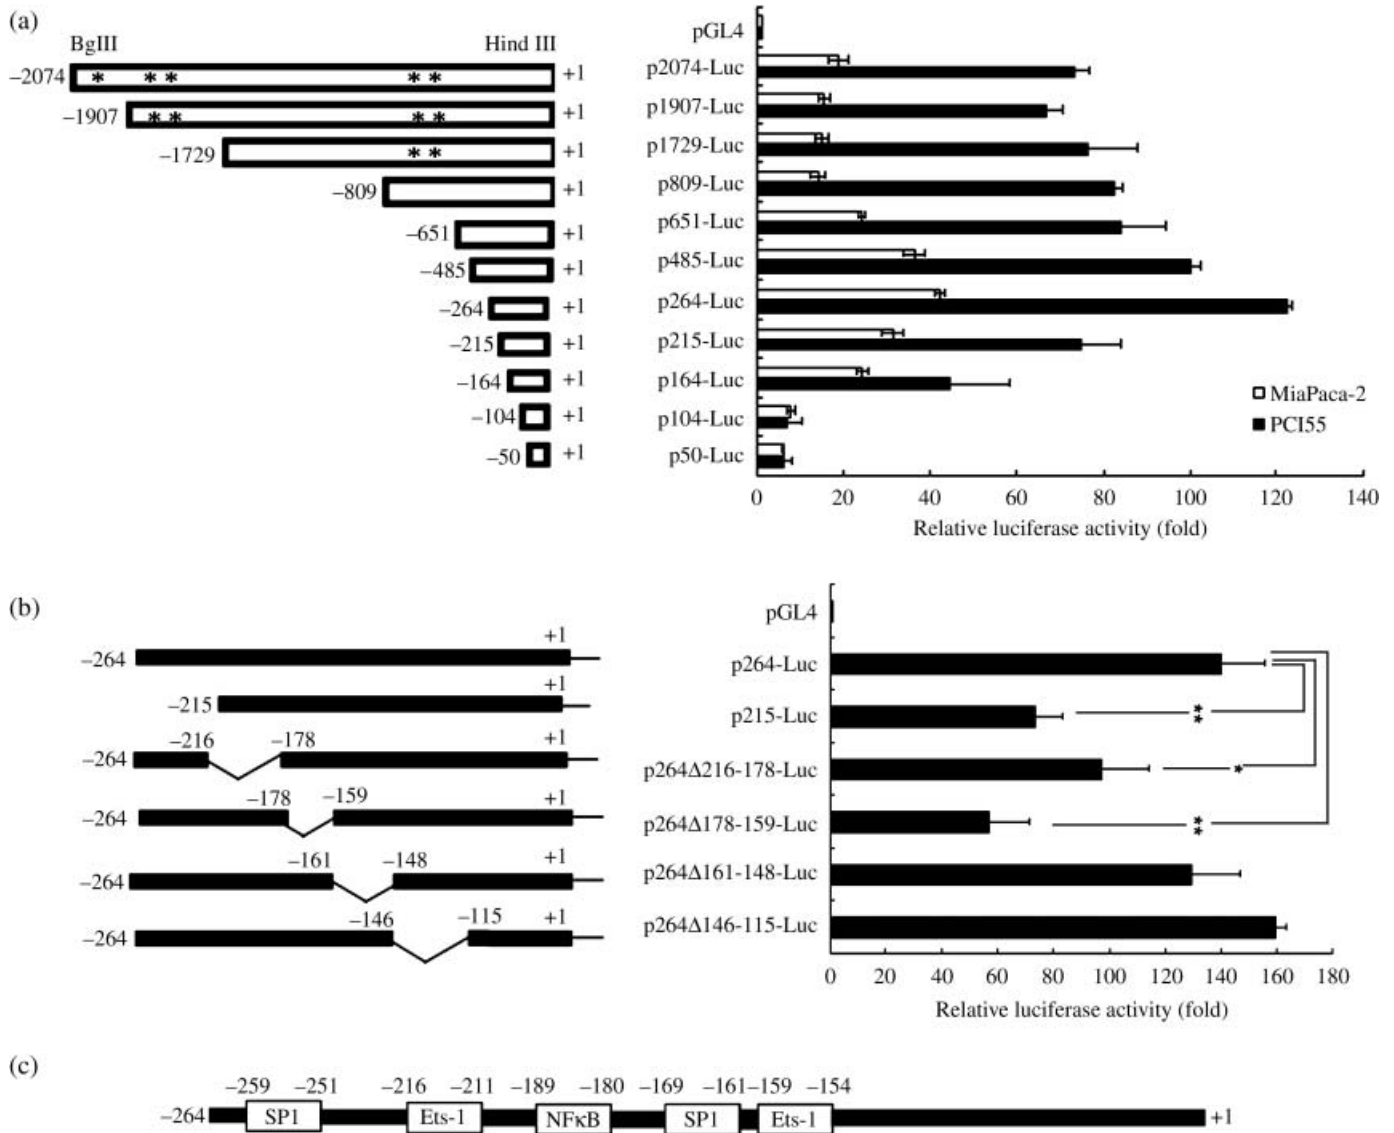 (a)
BgIII
Hind III
−2074
* * * * *
+1
−1907
* * * *
+1
−1729
* *
+1
−809
+1
−651
+1
−485
+1
−264
+1
−215
+1
−164
+1
−104
+1
−50
+1
pGL4
p2074-Luc
p1907-Luc
p1729-Luc
p809-Luc
p651-Luc
p485-Luc
p264-Luc
p215-Luc
p164-Luc
p104-Luc
p50-Luc
MiaPaca-2
PCI55
0 20 40 60 80 100 120 140
Relative luciferase activity (fold)
(b)
−264
+1
−215
+1
−264
−216
−178
+1
−264
−178
−159
+1
−264
−161
−148
+1
−264
−146
−115
+1
pGL4
p264-Luc
p215-Luc
**
p264Δ216-178-Luc
*
p264Δ178-159-Luc
**
p264Δ161-148-Luc
p264Δ146-115-Luc
0 20 40 60 80 100 120 140 160 180
Relative luciferase activity (fold)
(c)
−259 −251 −216 −211 −189 −180 −169 −161 −159 −154
−264 SP1 Ets-1 NFκB SP1 Ets-1 +1